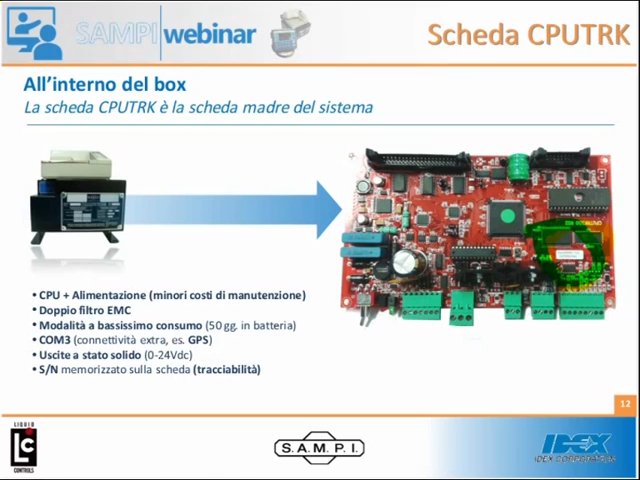 SAMPI webinar
Scheda CPUTRK
All'interno del box
La scheda CPUTRK è la scheda madre del sistema
• CPU + Alimentazione (minori costi di manutenzione)
• Doppio filtro EMC
• Modalità a bassissimo consumo (50 gg. in batteria)
• COM3 (connettività extra, es. GPS)
• Uscite a stato solido (0-24Vdc)
• S/N memorizzato sulla scheda (tracciabilità)
12
LIQUID
LC
CONTROLS
S.A.M.P.I.
IDEX
IDEX CORPORATION